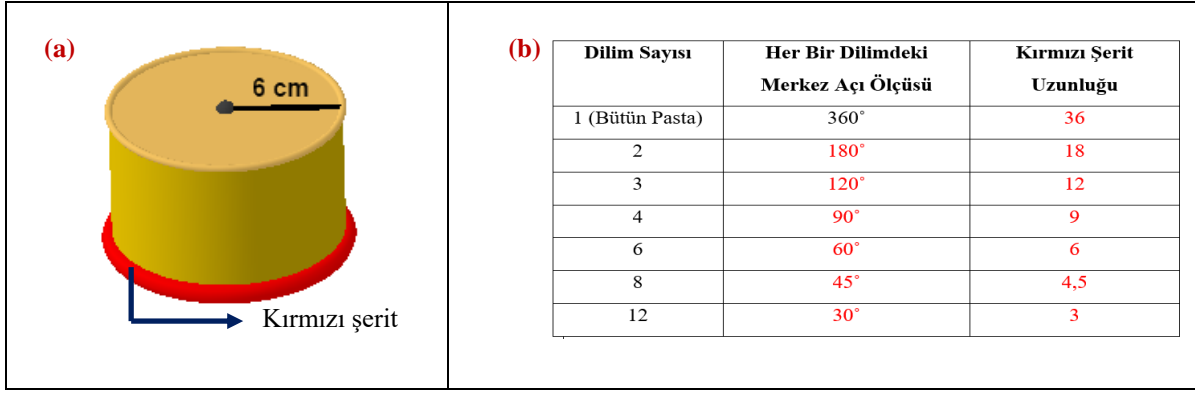 (a)
6 cm
Kırmızı şerit
(b)
Dilim Sayısı Her Bir Dilimdeki Merkez Açı Ölçüsü Kırmızı Şerit Uzunluğu
1 (Bütün Pasta) 360˚ 36
2 180˚ 18
3 120˚ 12
4 90˚ 9
6 60˚ 6
8 45˚ 4,5
12 30˚ 3